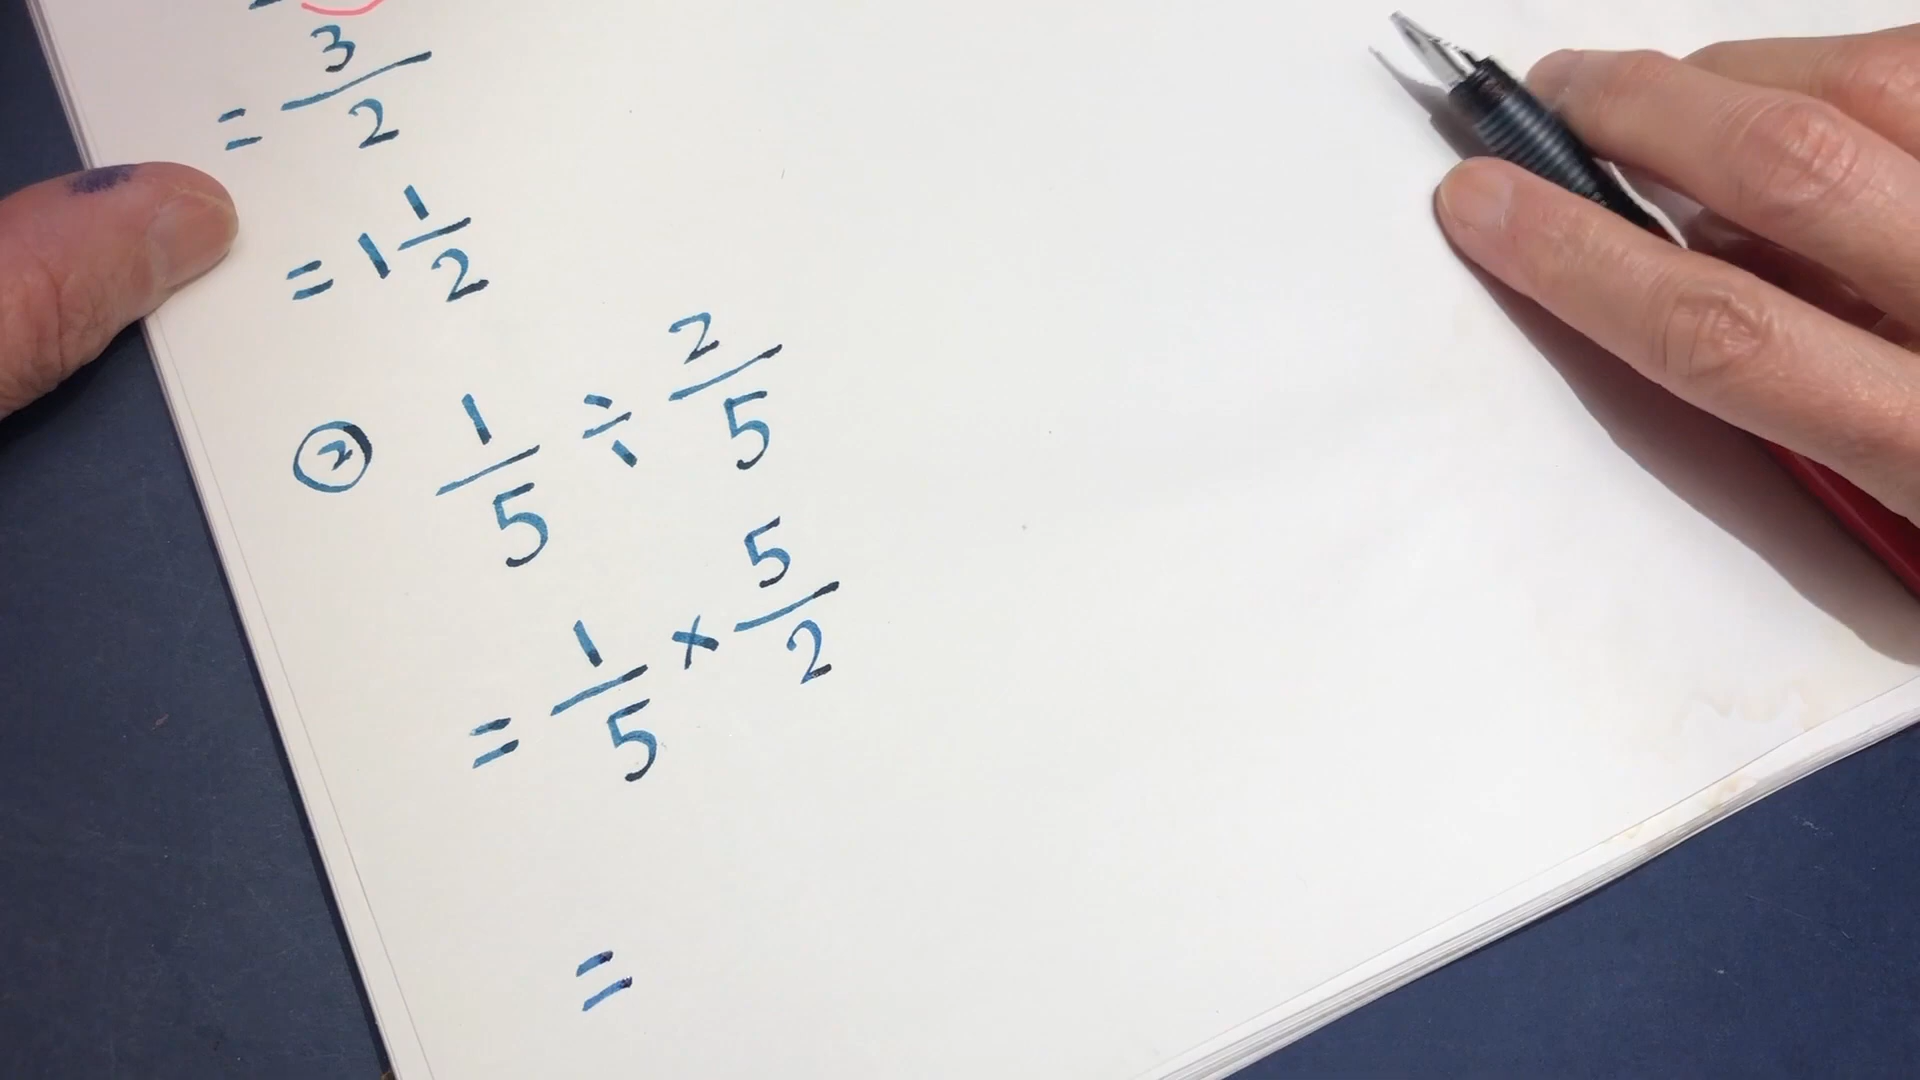 = 3/2
= 1 1/2
② 1/5 ÷ 2/5
= 1/5 × 5/2
=